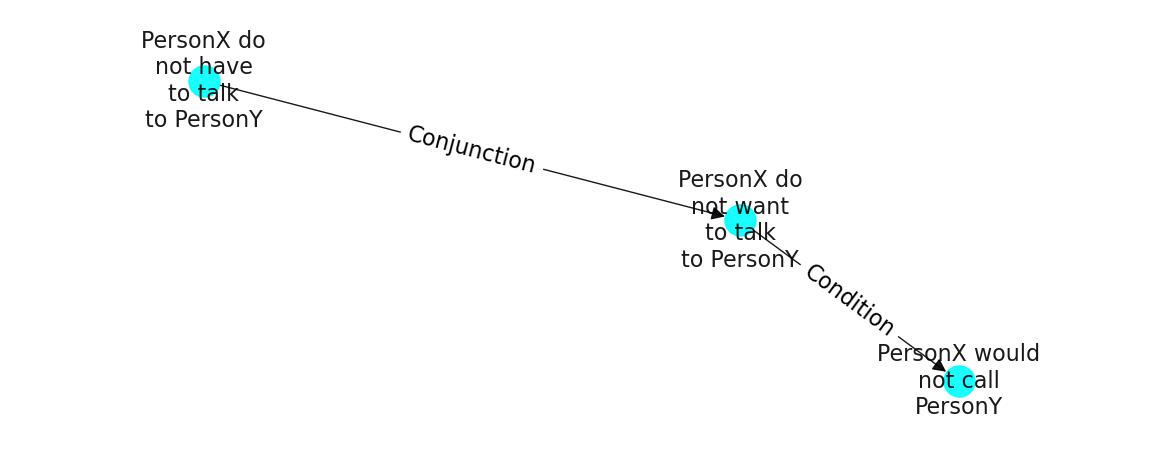 PersonX do
not have
to talk
to PersonY
Conjunction
PersonX do
not want
to talk
to PersonY
Condition
PersonX would
not call
PersonY